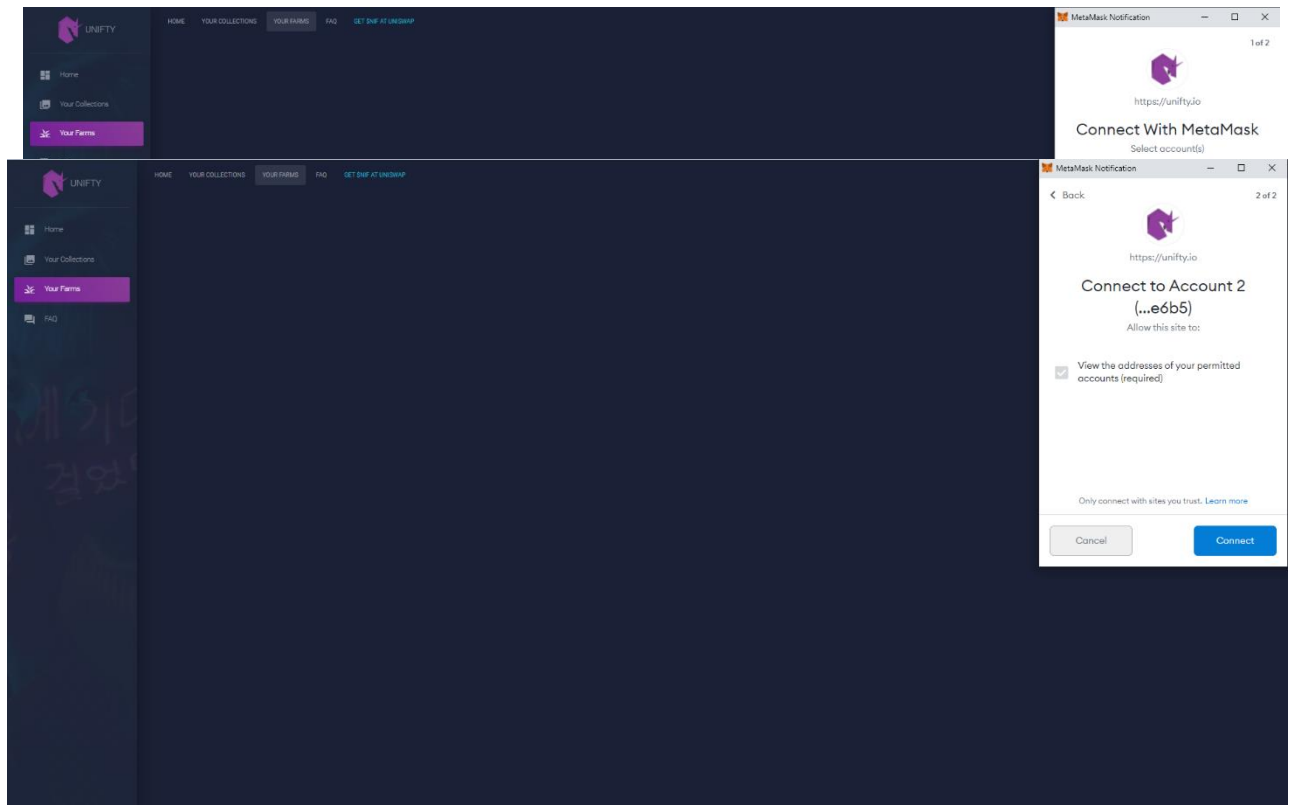 UNIFTY
HOME YOUR COLLECTIONS YOUR FARMS FAQ GET $NIF AT UNISWAP
Home
Your Collections
Your Farms
MetaMask Notification
1 of 2
https://unifty.io
Connect With MetaMask
Select account(s)
UNIFTY
HOME YOUR COLLECTIONS YOUR FARMS FAQ GET $NIF AT UNISWAP
Home
Your Collections
Your Farms
FAQ
MetaMask Notification
Back 2 of 2
https://unifty.io
Connect to Account 2
(...e6b5)
Allow this site to:
View the addresses of your permitted
accounts (required)
Only connect with sites you trust. Learn more
Cancel Connect